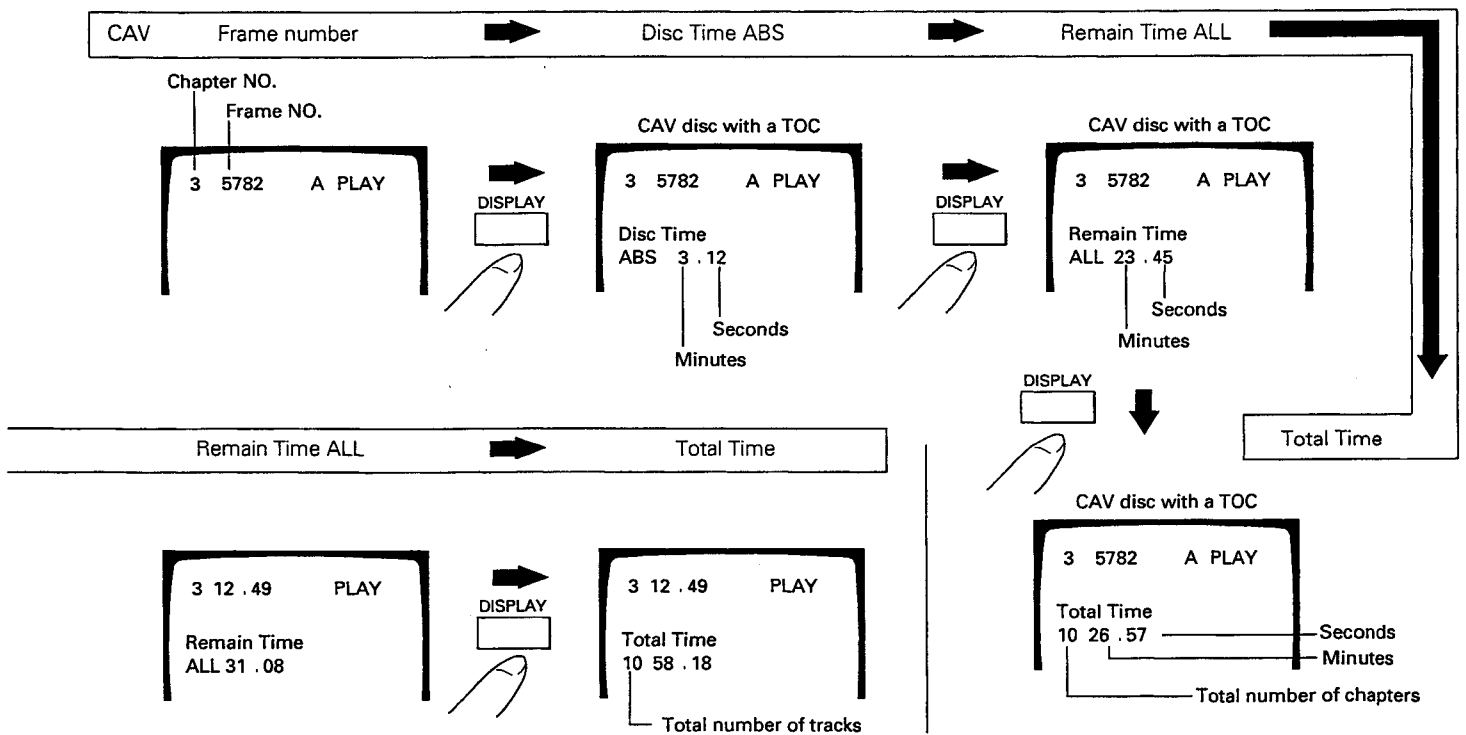 CAV Frame number Disc Time ABS Remain Time ALL
Chapter NO.
Frame NO.
3 5782 A PLAY
DISPLAY
CAV disc with a TOC
3 5782 A PLAY
Disc Time
ABS 3 . 12
Seconds
Minutes
DISPLAY
CAV disc with a TOC
3 5782 A PLAY
Remain Time
ALL 23 . 45
Seconds
Minutes
DISPLAY
Total Time
CAV disc with a TOC
3 5782 A PLAY
Total Time
10 26 . 57
Seconds
Minutes
Total number of chapters
Remain Time ALL Total Time
3 12 . 49 PLAY
Remain Time
ALL 31 . 08
DISPLAY
3 12 . 49 PLAY
Total Time
10 58 . 18
Total number of tracks